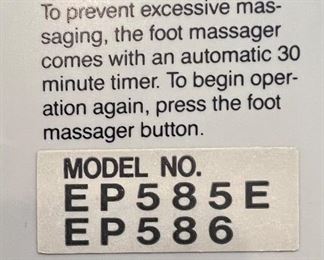 To prevent excessive mas-
saging, the foot massager
comes with an automatic 30
minute timer. To begin oper-
ation again, press the foot
massager button.
MODEL NO.
EP585E
EP586